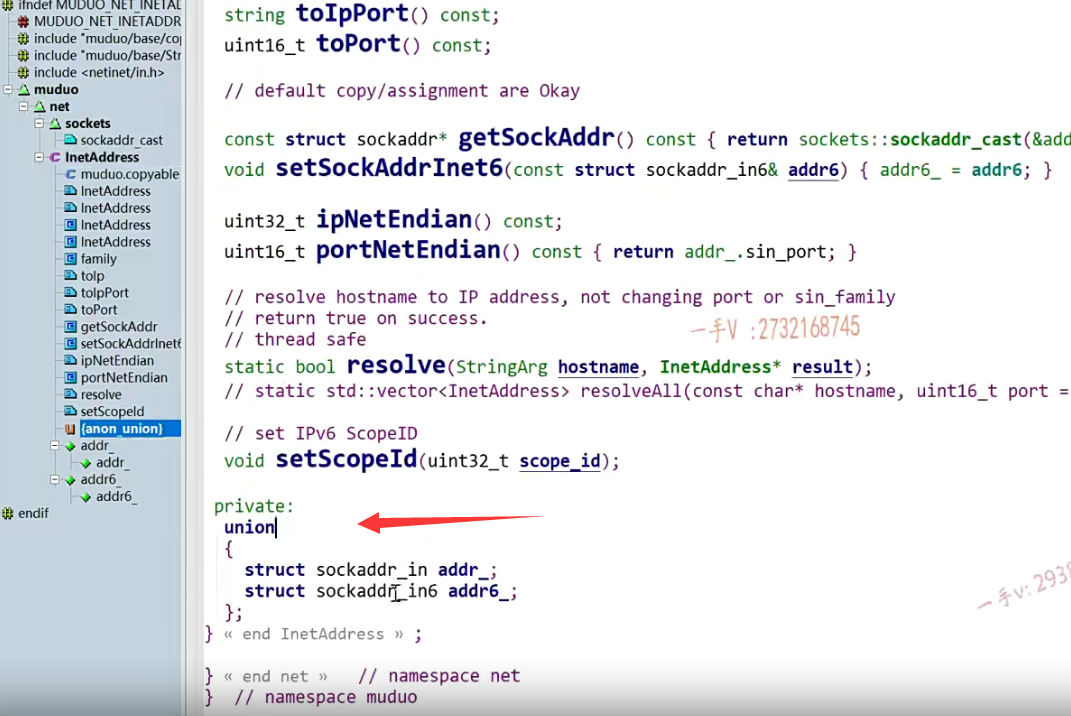 ifndef MUDUO_NET_INETAD
MUDUO_NET_INETADDR
include "muduo/base/co
include "muduo/base/Str
include <netinet/in.h>
muduo
net
sockets
sockaddr_cast
InetAddress
muduo.copyable
InetAddress
InetAddress
InetAddress
InetAddress
family
toIp
toIpPort
toPort
getSockAddr
setSockAddrInet6
ipNetEndian
portNetEndian
resolve
setScopeId
{anon_union}
addr_
addr_
addr6_
addr6_
endif
string toIpPort() const;
uint16_t toPort() const;
// default copy/assignment are Okay
const struct sockaddr* getSockAddr() const { return sockets::sockaddr_cast(&add
void setSockAddrInet6(const struct sockaddr_in6& addr6) { addr6_ = addr6; }
uint32_t ipNetEndian() const;
uint16_t portNetEndian() const { return addr_.sin_port; }
// resolve hostname to IP address, not changing port or sin_family
// return true on success.
// thread safe
static bool resolve(StringArg hostname, InetAddress* result);
// static std::vector<InetAddress> resolveAll(const char* hostname, uint16_t port =
// set IPv6 ScopeID
void setScopeId(uint32_t scope_id);
private:
union
{
struct sockaddr_in addr_;
struct sockaddr_in6 addr6_;
};
} « end InetAddress » ;
} « end net » // namespace net
} // namespace muduo
一手V :2732168745
一手v: 2938